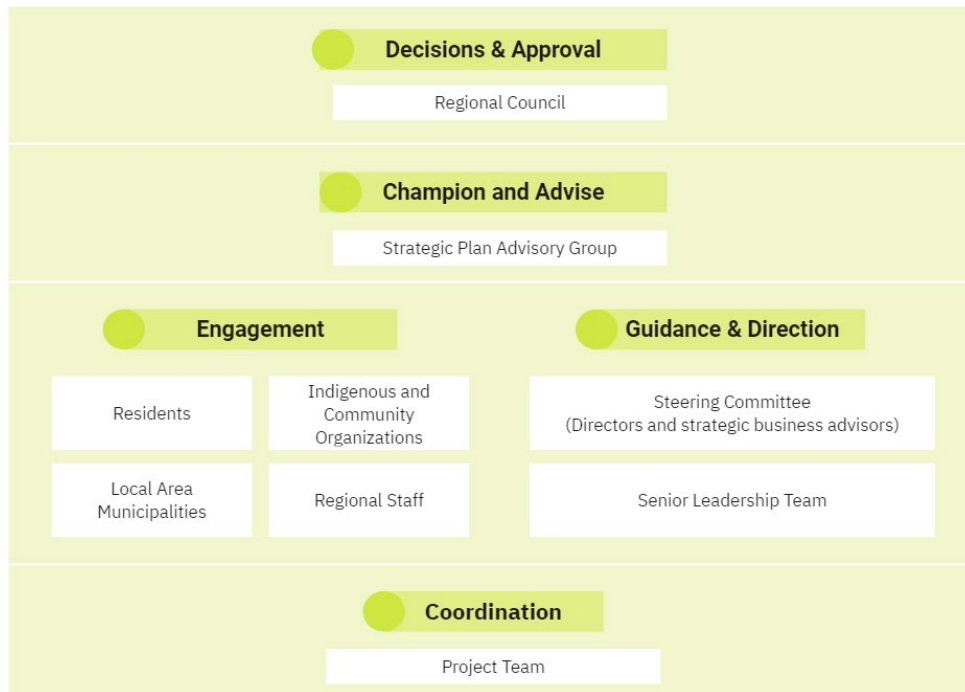 Decisions & Approval
Regional Council
Champion and Advise
Strategic Plan Advisory Group
Engagement
Residents
Indigenous and
Community
Organizations
Local Area
Municipalities
Regional Staff
Guidance & Direction
Steering Committee
(Directors and strategic business advisors)
Senior Leadership Team
Coordination
Project Team